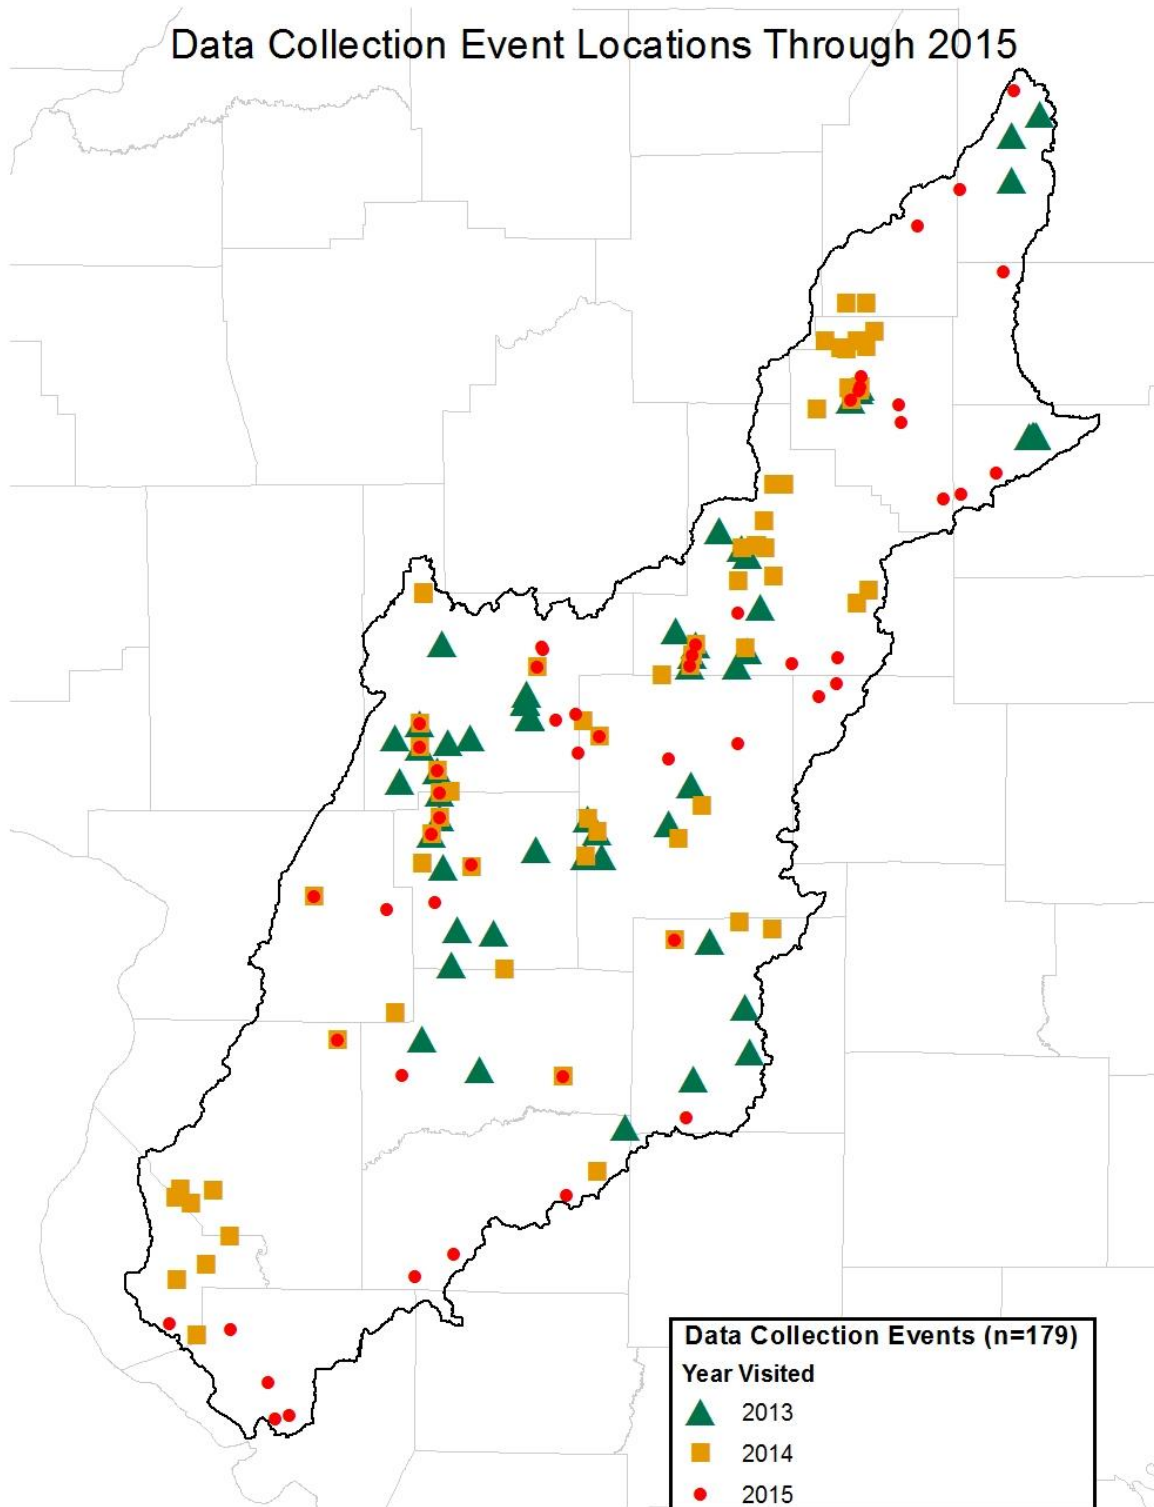 Data Collection Event Locations Through 2015
Data Collection Events (n=179)
Year Visited
2013
2014
2015